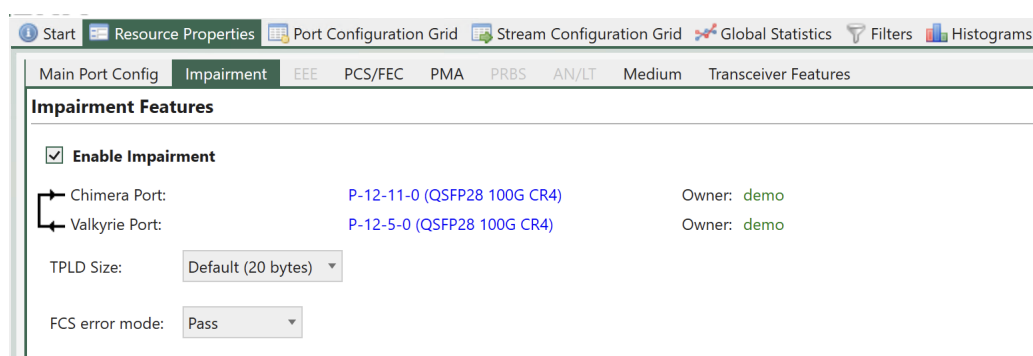 Start Resource Properties Port Configuration Grid Stream Configuration Grid Global Statistics Filters Histograms
Main Port Config Impairment EEE PCS/FEC PMA PRBS AN/LT Medium Transceiver Features
Impairment Features
Enable Impairment
Chimera Port: P-12-11-0 (QSFP28 100G CR4) Owner: demo
Valkyrie Port: P-12-5-0 (QSFP28 100G CR4) Owner: demo
TPLD Size: Default (20 bytes)
FCS error mode: Pass